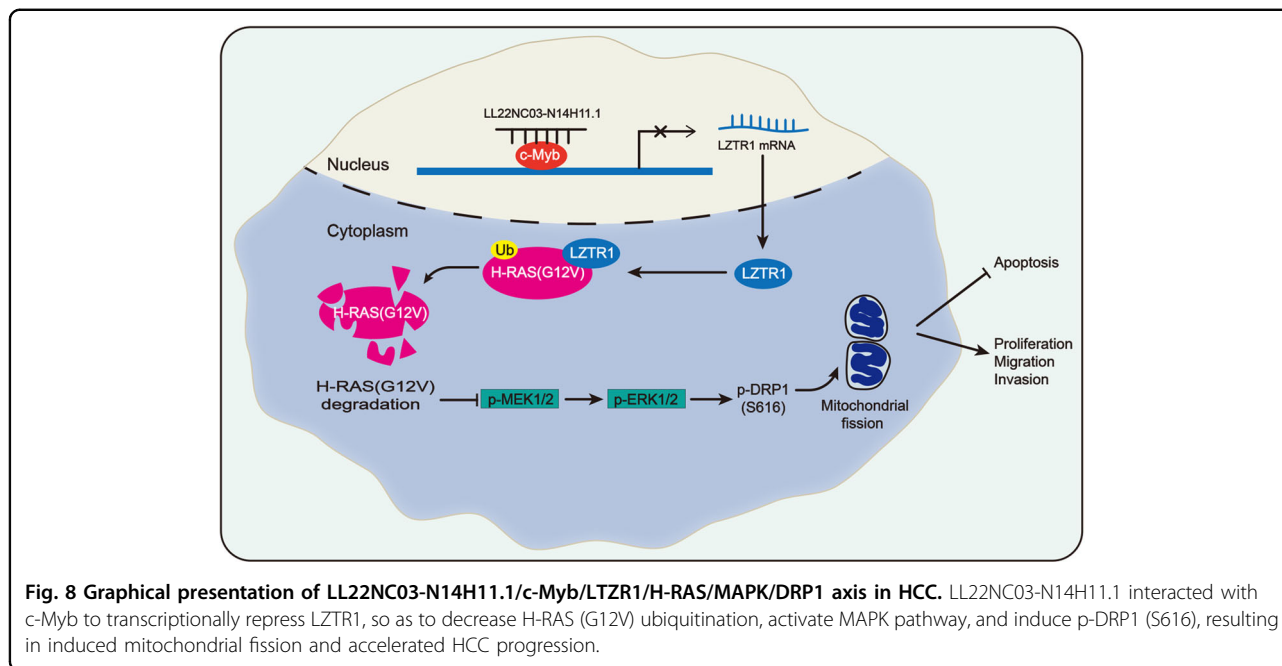 LL22NC03-N14H11.1
c-Myb
LZTR1 mRNA
Nucleus
Cytoplasm
Ub
LZTR1
H-RAS(G12V)
LZTR1
H-RAS(G12V)
H-RAS(G12V)
degradation
p-MEK1/2
p-ERK1/2
p-DRP1
(S616)
Mitochondrial
fission
Apoptosis
Proliferation
Migration
Invasion
Fig. 8 Graphical presentation of LL22NC03-N14H11.1/c-Myb/LTZR1/H-RAS/MAPK/DRP1 axis in HCC. LL22NC03-N14H11.1 interacted with
c-Myb to transcriptionally repress LZTR1, so as to decrease H-RAS (G12V) ubiquitination, activate MAPK pathway, and induce p-DRP1 (S616), resulting
in induced mitochondrial fission and accelerated HCC progression.